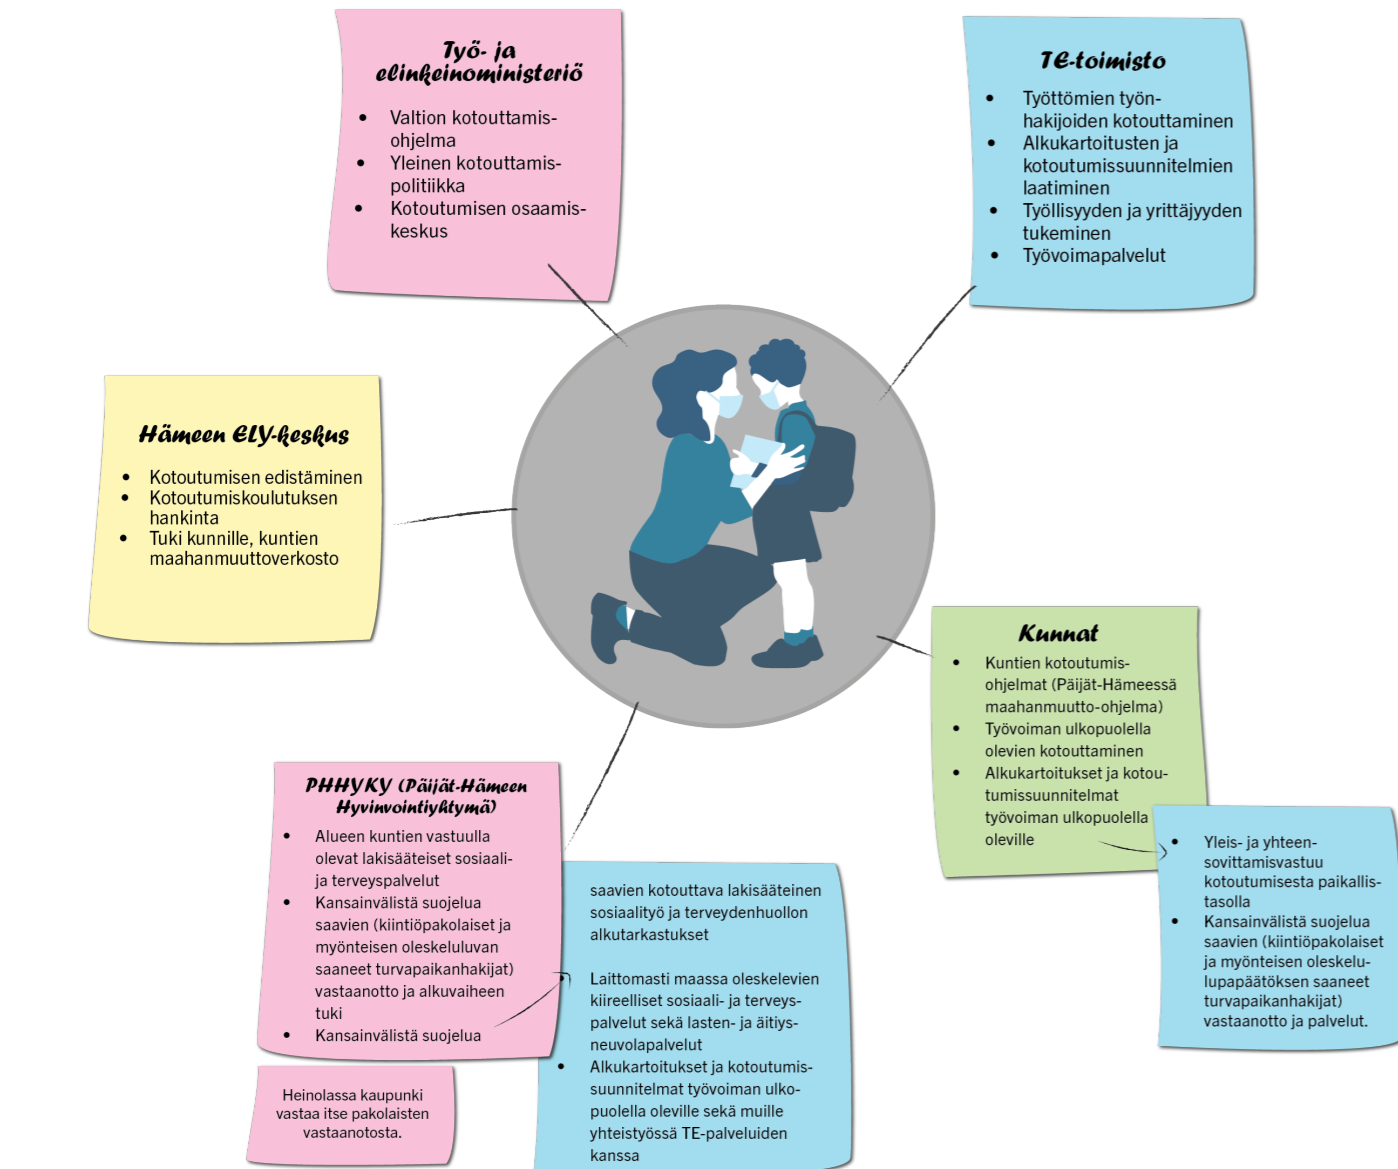 Työ- ja
elinkeinoministeriö
• Valtion kotouttamis-
ohjelma
• Yleinen kotouttamis-
politiikka
• Kotoutumisen osaamis-
keskus
TE-toimisto
• Työttömien työn-
hakijoiden kotouttaminen
• Alkukartoitusten ja
kotoutumissuunnitelmien
laatiminen
• Työllisyyden ja yrittäjyyden
tukeminen
• Työvoimapalvelut
Hämeen ELY-keskus
• Kotoutumisen edistäminen
• Kotoutumiskoulutuksen
hankinta
• Tuki kunnille, kuntien
maahanmuuttoverkosto
Kunnat
• Kuntien kotoutumis-
ohjelmat (Päijät-Hämeessä
maahanmuutto-ohjelma)
• Työvoiman ulkopuolella
olevien kotouttaminen
• Alkukartoitukset ja kotou-
tumissuunnitelmat
työvoiman ulkopuolella
oleville
• Yleis- ja yhteen-
sovittamisvastuu
kotoutumisesta paikallis-
tasolla
• Kansainvälistä suojelua
saavien (kiintiöpakolaiset
ja myönteisen oleskelu-
lupapäätöksen saaneet
turvapaikanhakijat)
vastaanotto ja palvelut.
PHHYKY (Päijät-Hämeen
Hyvinvointiyhtymä)
• Alueen kuntien vastuulla
olevat lakisääteiset sosiaali-
ja terveyspalvelut
• Kansainvälistä suojelua
saavien (kiintiöpakolaiset ja
myönteisen oleskeluluvan
saaneet turvapaikanhakijat)
vastaanotto ja alkuvaiheen
tuki
• Kansainvälistä suojelua
saavien kotouttava lakisääteinen
sosiaalityö ja terveydenhuollon
alkutarkastukset
• Laittomasti maassa oleskelevien
kiireelliset sosiaali- ja terveys-
palvelut sekä lasten- ja äitiys-
neuvolapalvelut
• Alkukartoitukset ja kotoutumis-
suunnitelmat työvoiman ulko-
puolella oleville sekä muille
yhteistyössä TE-palveluiden
kanssa
Heinolassa kaupunki
vastaa itse pakolaisten
vastaanotosta.